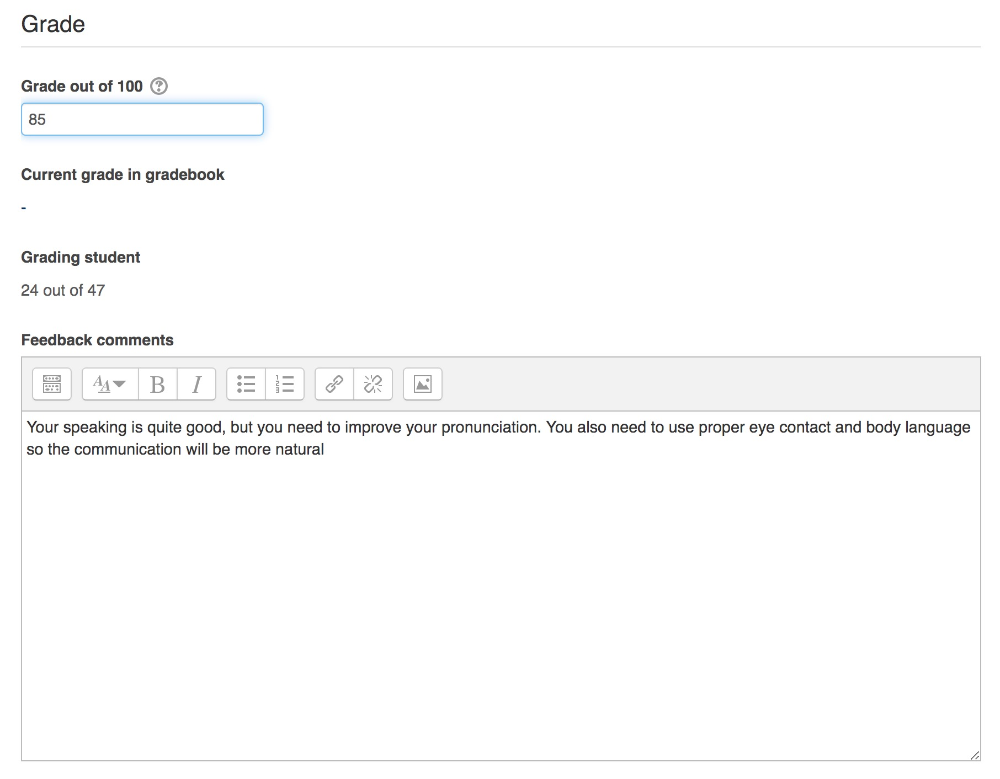 Grade
Grade out of 100
85
Current grade in gradebook
-
Grading student
24 out of 47
Feedback comments
Your speaking is quite good, but you need to improve your pronunciation. You also need to use proper eye contact and body language
so the communication will be more natural